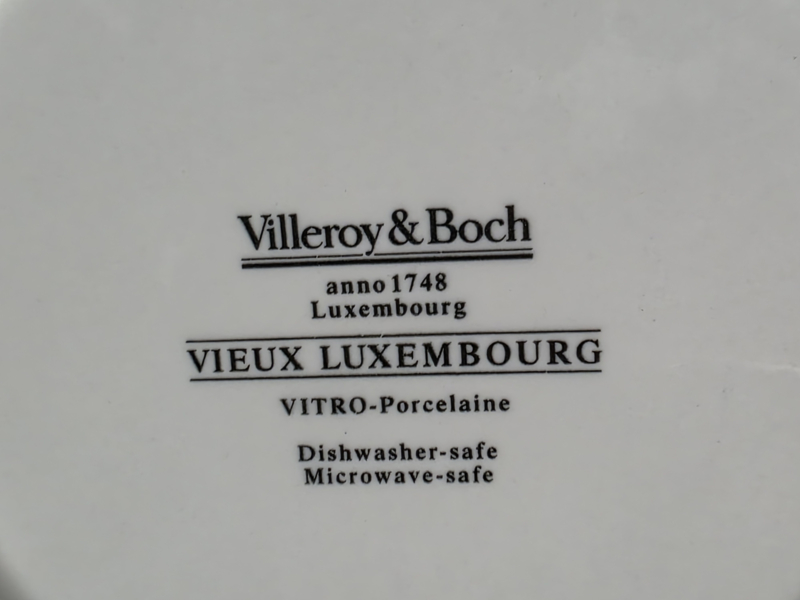 Villeroy & Boch
anno 1748
Luxembourg
VIEUX LUXEMBOURG
VITRO-Porcelaine
Dishwasher-safe
Microwave-safe